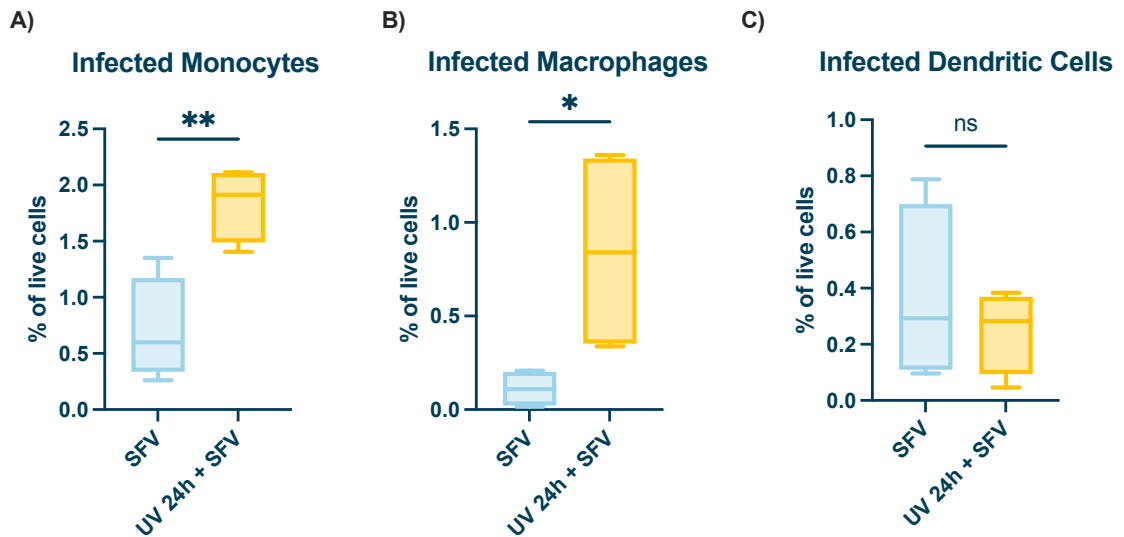 A)
Infected Monocytes
**
% of live cells
2.5
2.0
1.5
1.0
0.5
0.0
SFV
UV 24h + SFV
B)
Infected Macrophages
*
% of live cells
1.5
1.0
0.5
0.0
SFV
UV 24h + SFV
C)
Infected Dendritic Cells
ns
% of live cells
1.0
0.8
0.6
0.4
0.2
0.0
SFV
UV 24h + SFV